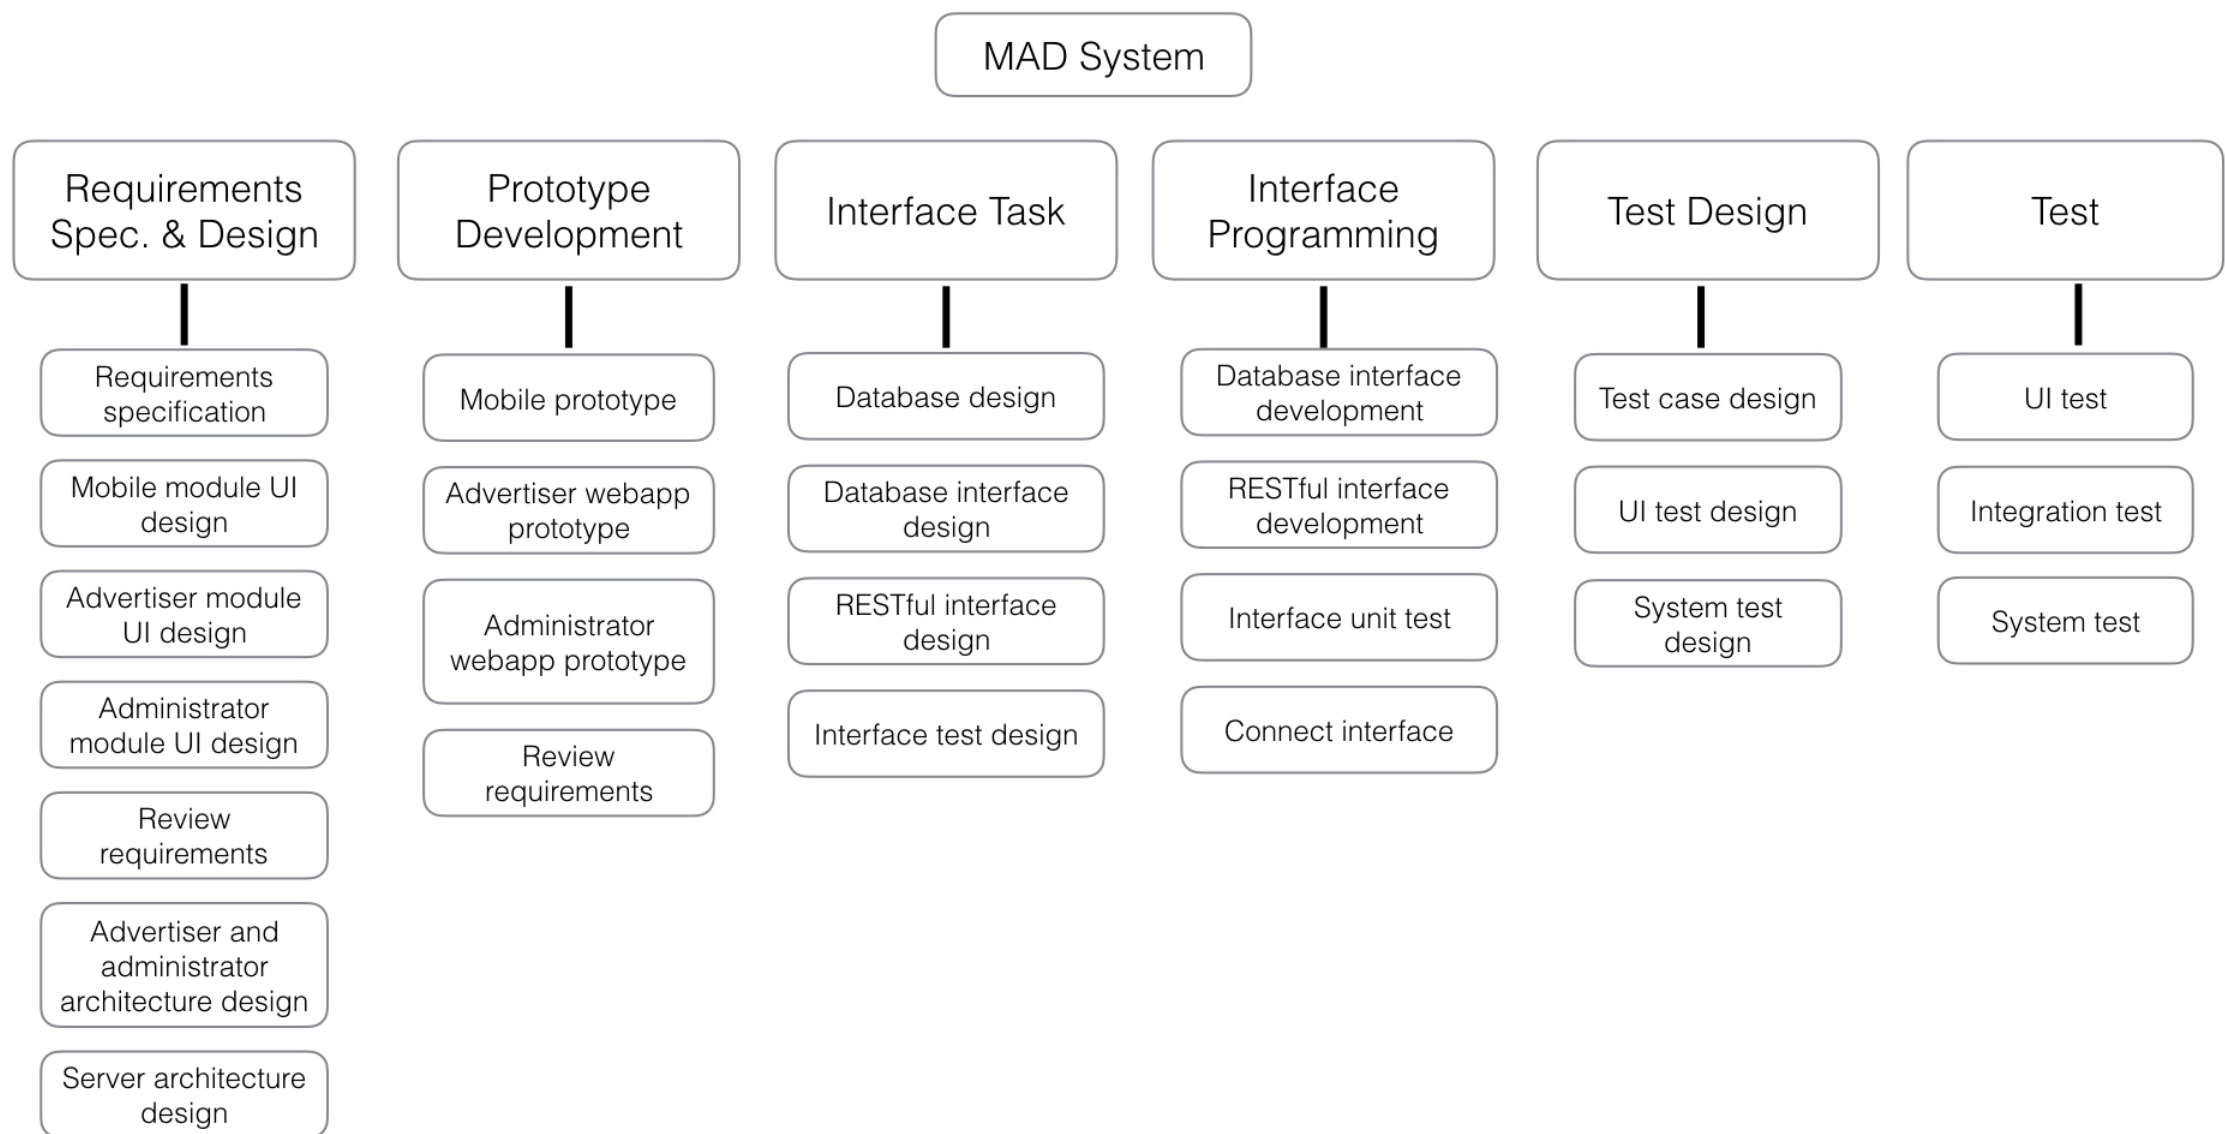 MAD System
Requirements
Spec. & Design
Requirements
specification
Mobile module UI
design
Advertiser module
UI design
Administrator
module UI design
Review
requirements
Advertiser and
administrator
architecture design
Server architecture
design
Prototype
Development
Mobile prototype
Advertiser webapp
prototype
Administrator
webapp prototype
Review
requirements
Interface Task
Database design
Database interface
design
RESTful interface
design
Interface test design
Interface
Programming
Database interface
development
RESTful interface
development
Interface unit test
Connect interface
Test Design
Test case design
UI test design
System test
design
Test
UI test
Integration test
System test